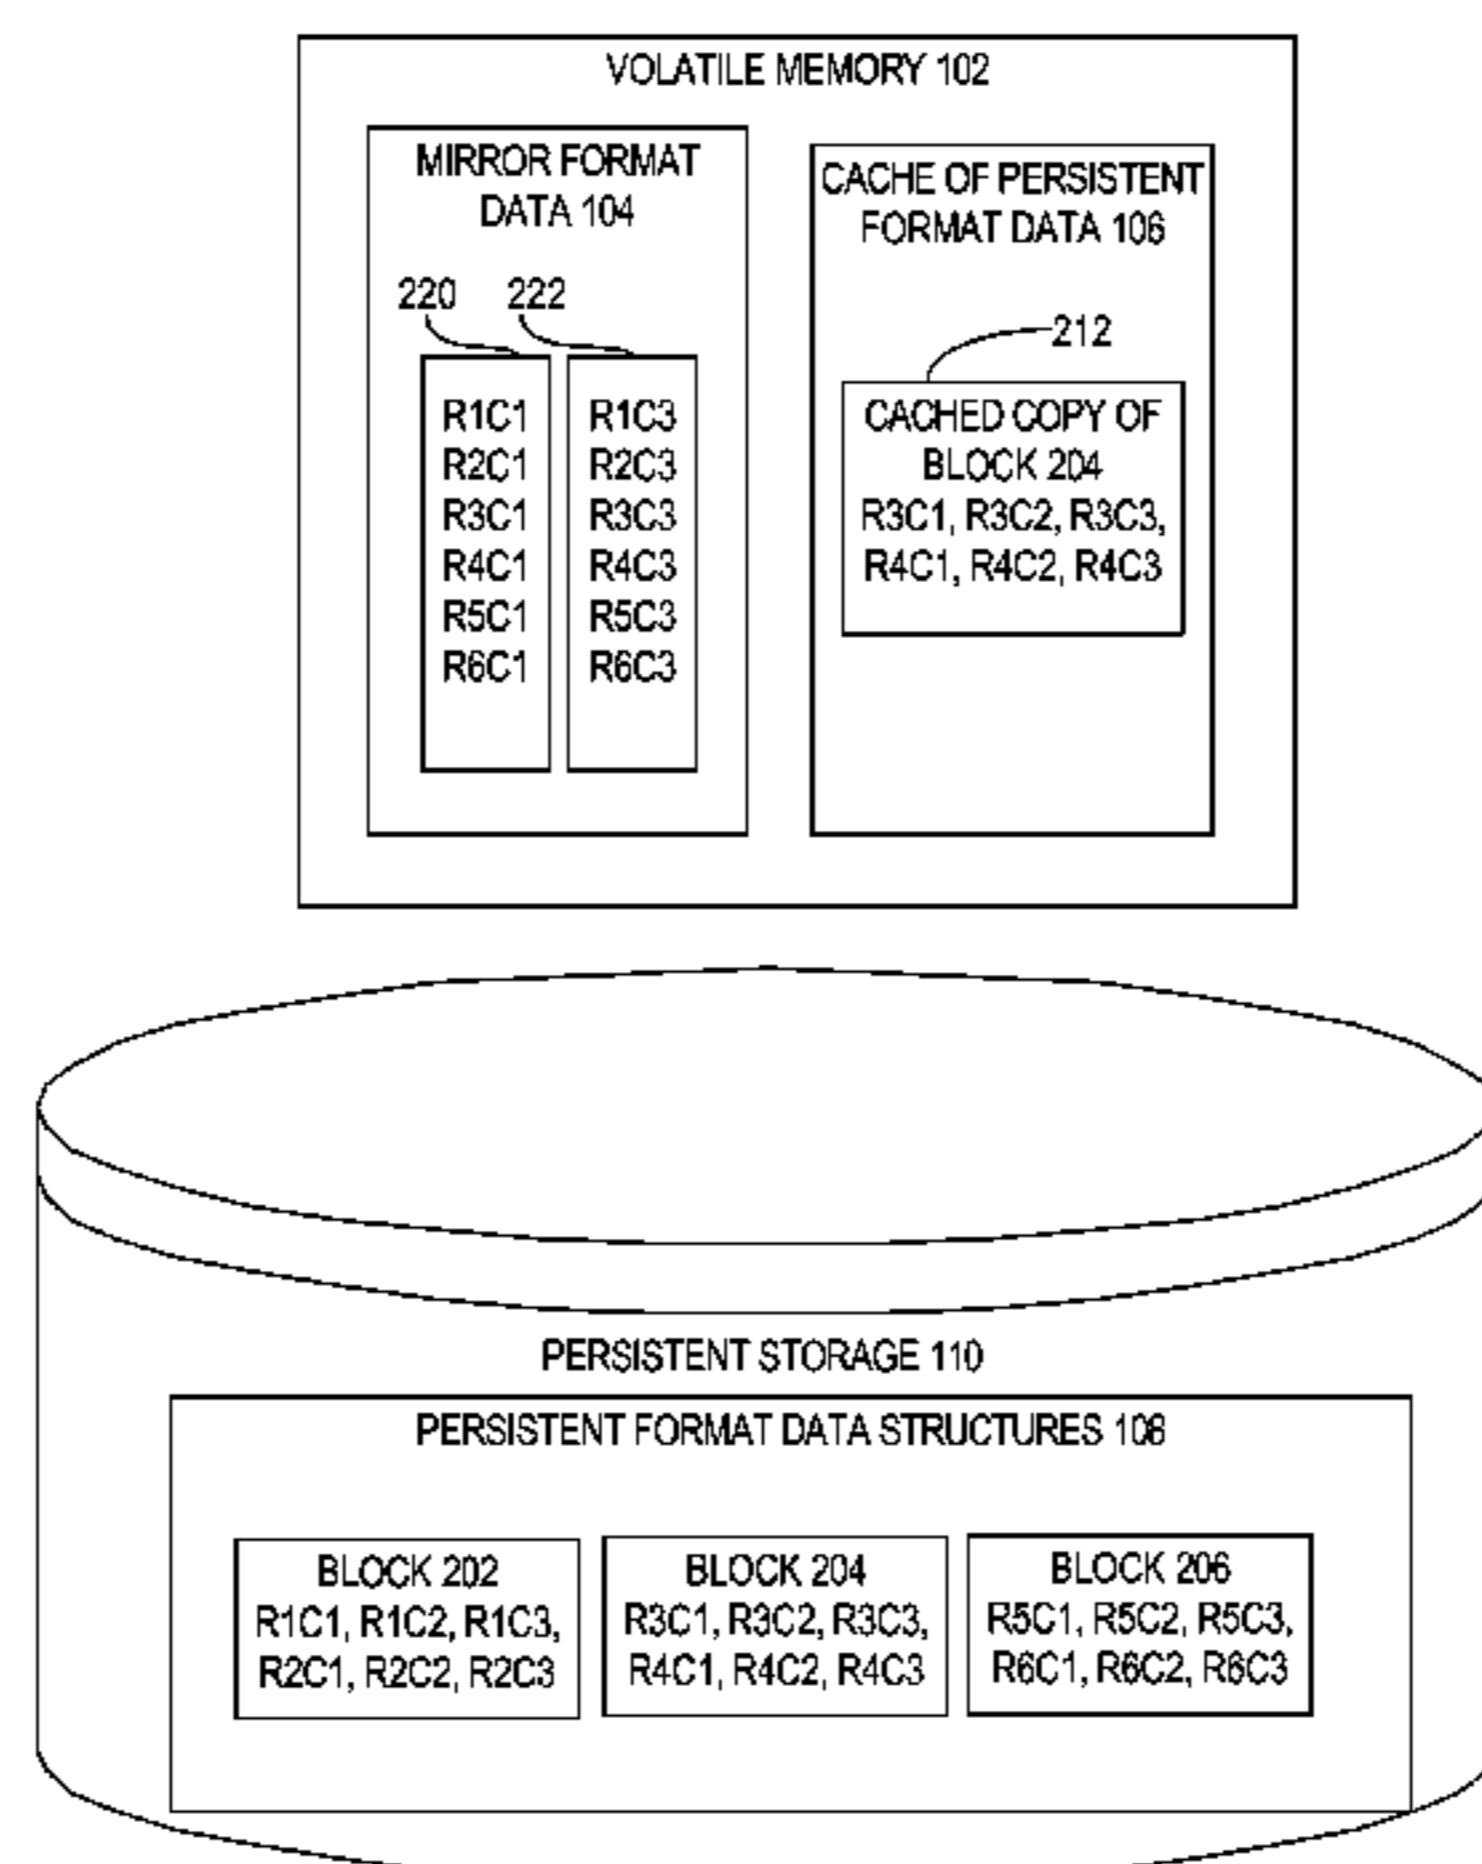 VOLATILE MEMORY 102
MIRROR FORMAT
DATA 104
220
222
R1C1
R2C1
R3C1
R4C1
R5C1
R6C1
R1C3
R2C3
R3C3
R4C3
R5C3
R6C3
CACHE OF PERSISTENT
FORMAT DATA 106
212
CACHED COPY OF
BLOCK 204
R3C1, R3C2, R3C3,
R4C1, R4C2, R4C3
PERSISTENT STORAGE 110
PERSISTENT FORMAT DATA STRUCTURES 108
BLOCK 202
R1C1, R1C2, R1C3,
R2C1, R2C2, R2C3
BLOCK 204
R3C1, R3C2, R3C3,
R4C1, R4C2, R4C3
BLOCK 206
R5C1, R5C2, R5C3,
R6C1, R6C2, R6C3